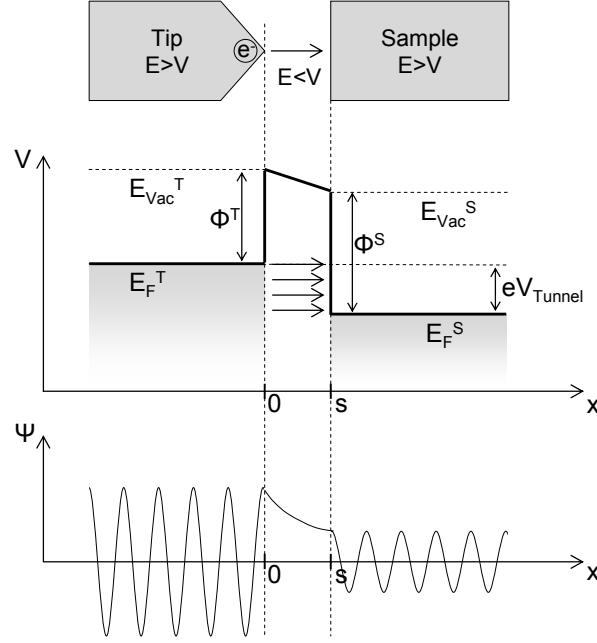 Tip
E>V
e⁻
E<V
Sample
E>V
V
E_Vac^T
Φ^T
E_Vac^S
Φ^S
E_F^T
eV_Tunnel
E_F^S
0
s
x
Ψ
0
s
x